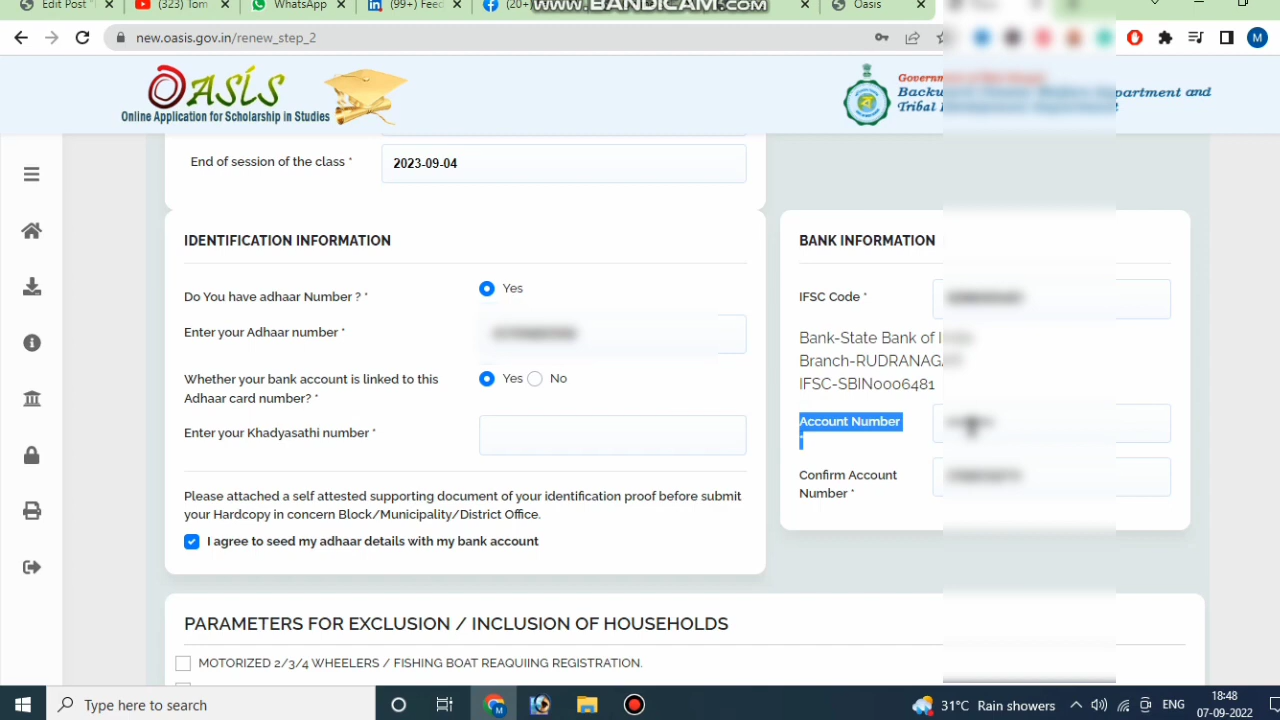 Edit Post "
(323) Tom
WhatsApp
(99+) Feed
(20+
www.BANDICAM.COM
Oasis
new.oasis.gov.in/renew_step_2
M
OASIS
Online Application for Scholarship in Studies
Governm
Backw partment and
Tribal Development Department
End of session of the class *
2023-09-04
IDENTIFICATION INFORMATION
Do You have adhaar Number ? *
Yes
Enter your Adhaar number *
Whether your bank account is linked to this
Adhaar card number? *
Yes
No
Enter your Khadyasathi number *
Please attached a self attested supporting document of your identification proof before submit
your Hardcopy in concern Block/Municipality/District Office.
I agree to seed my adhaar details with my bank account
BANK INFORMATION
IFSC Code *
Bank-State Bank of I
Branch-RUDRANAGA
IFSC-SBIN0006481
Account Number
*
Confirm Account
Number *
PARAMETERS FOR EXCLUSION / INCLUSION OF HOUSEHOLDS
MOTORIZED 2/3/4 WHEELERS / FISHING BOAT REAQUIING REGISTRATION.
Type here to search
31°C Rain showers
ENG
18:48
07-09-2022